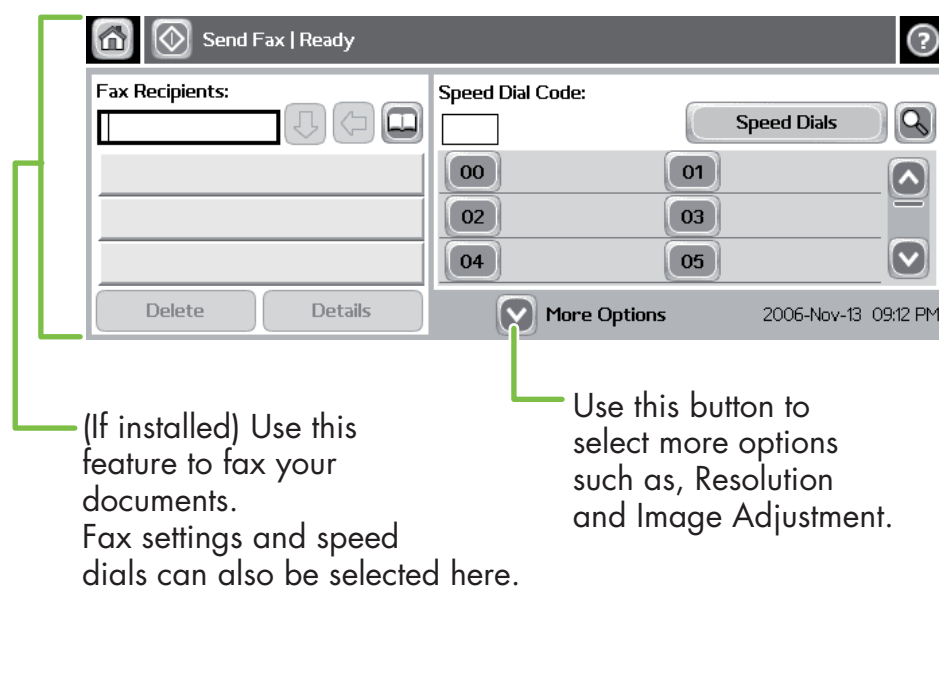 Send Fax | Ready
?
Fax Recipients:
Speed Dial Code:
Speed Dials
00 01
02 03
04 05
Delete Details
More Options
2006-Nov-13 09:12 PM
(If installed) Use this
feature to fax your
documents.
Fax settings and speed
dials can also be selected here.
Use this button to
select more options
such as, Resolution
and Image Adjustment.